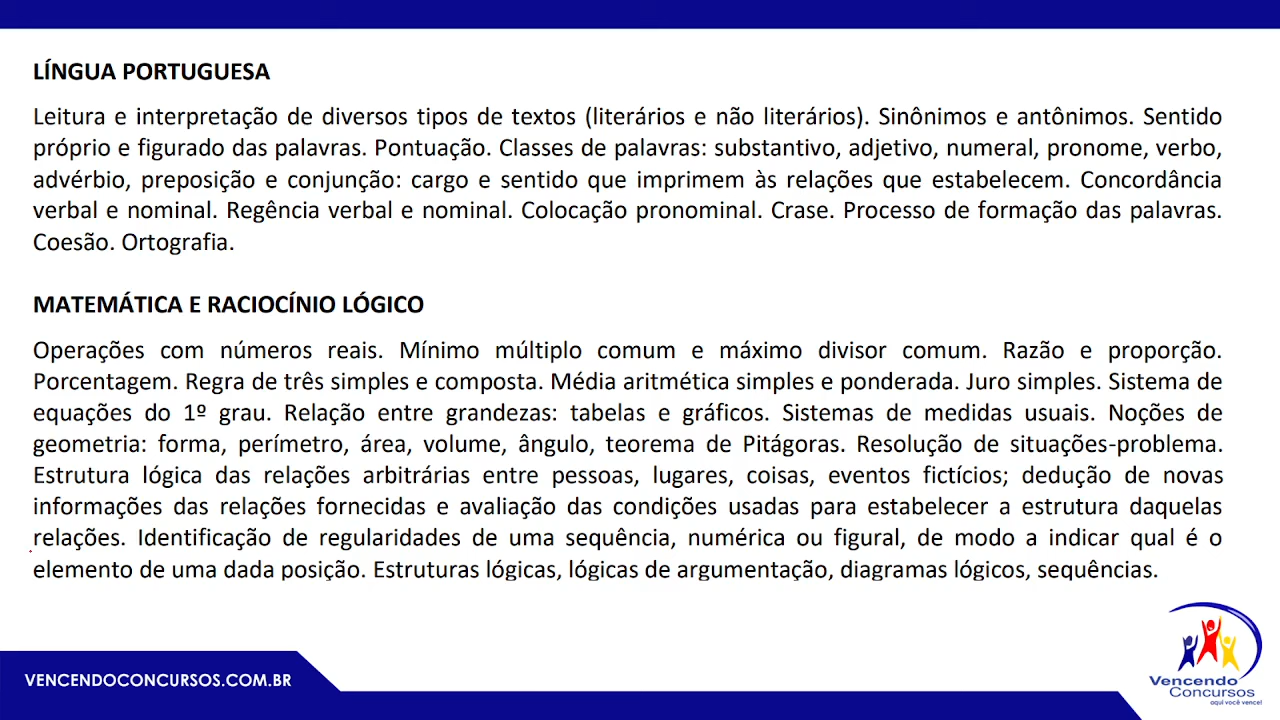 LÍNGUA PORTUGUESA
Leitura e interpretação de diversos tipos de textos (literários e não literários). Sinônimos e antônimos. Sentido
próprio e figurado das palavras. Pontuação. Classes de palavras: substantivo, adjetivo, numeral, pronome, verbo,
advérbio, preposição e conjunção: cargo e sentido que imprimem às relações que estabelecem. Concordância
verbal e nominal. Regência verbal e nominal. Colocação pronominal. Crase. Processo de formação das palavras.
Coesão. Ortografia.
MATEMÁTICA E RACIOCÍNIO LÓGICO
Operações com números reais. Mínimo múltiplo comum e máximo divisor comum. Razão e proporção.
Porcentagem. Regra de três simples e composta. Média aritmética simples e ponderada. Juro simples. Sistema de
equações do 1º grau. Relação entre grandezas: tabelas e gráficos. Sistemas de medidas usuais. Noções de
geometria: forma, perímetro, área, volume, ângulo, teorema de Pitágoras. Resolução de situações-problema.
Estrutura lógica das relações arbitrárias entre pessoas, lugares, coisas, eventos fictícios; dedução de novas
informações das relações fornecidas e avaliação das condições usadas para estabelecer a estrutura daquelas
relações. Identificação de regularidades de uma sequência, numérica ou figural, de modo a indicar qual é o
elemento de uma dada posição. Estruturas lógicas, lógicas de argumentação, diagramas lógicos, sequências.
VENCENDOCONCURSOS.COM.BR
Vencendo
Concursos
aqui você vence!